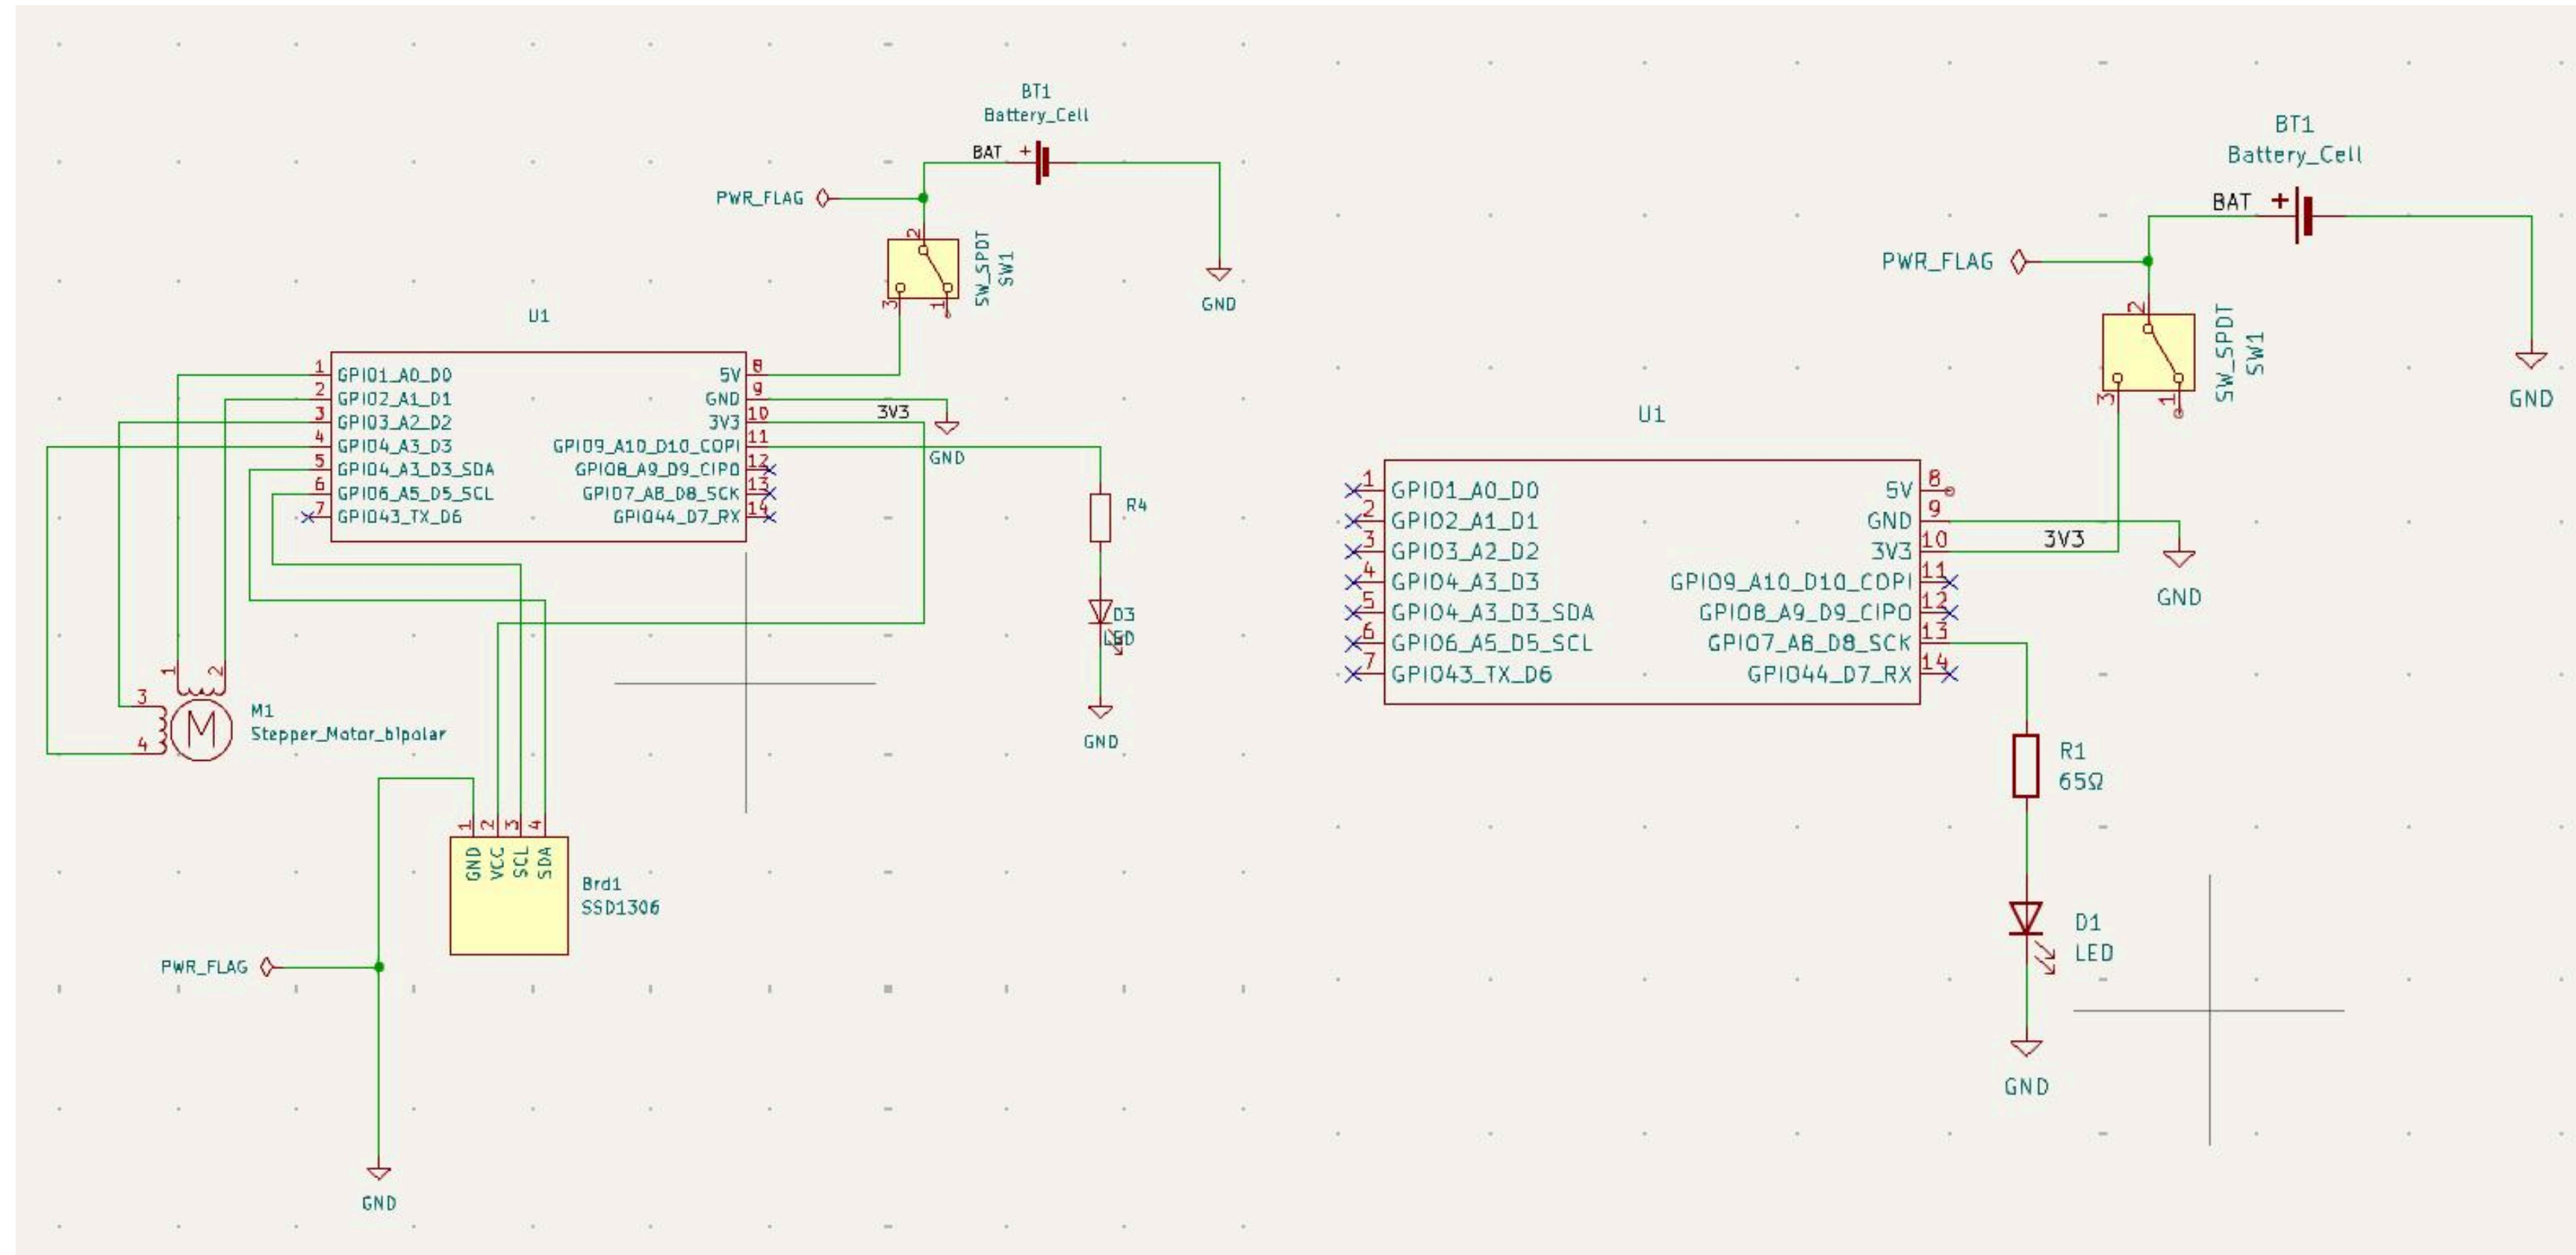 BT1
Battery_Cell
BAT +
PWR_FLAG
2
SW_SPDT
SW1
3 1
GND
U1
1 GPIO1_A0_D0
2 GPIO2_A1_D1
3 GPIO3_A2_D2
4 GPIO4_A3_D3
5 GPIO4_A3_D3_SDA
6 GPIO6_A5_D5_SCL
7 GPIO43_TX_D6
5V 8
GND 9
3V3 10 3V3
GPIO9_A10_D10_COPI 11
GPIO8_A9_D9_CIPO 12
GPIO7_A8_D8_SCK 13
GPIO44_D7_RX 14
GND
R4
D3
LED
GND
1 2
3
4
M
M1
Stepper_Motor_bipolar
1 2 3 4
GND VCC SCL SDA
Brd1
SSD1306
PWR_FLAG
GND
BT1
Battery_Cell
BAT +
PWR_FLAG
2
SW_SPDT
SW1
3 1
GND
U1
1 GPIO1_A0_D0
2 GPIO2_A1_D1
3 GPIO3_A2_D2
4 GPIO4_A3_D3
5 GPIO4_A3_D3_SDA
6 GPIO6_A5_D5_SCL
7 GPIO43_TX_D6
5V 8
GND 9
3V3 10 3V3
GPIO9_A10_D10_COPI 11
GPIO8_A9_D9_CIPO 12
GPIO7_A8_D8_SCK 13
GPIO44_D7_RX 14
GND
R1
65Ω
D1
LED
GND